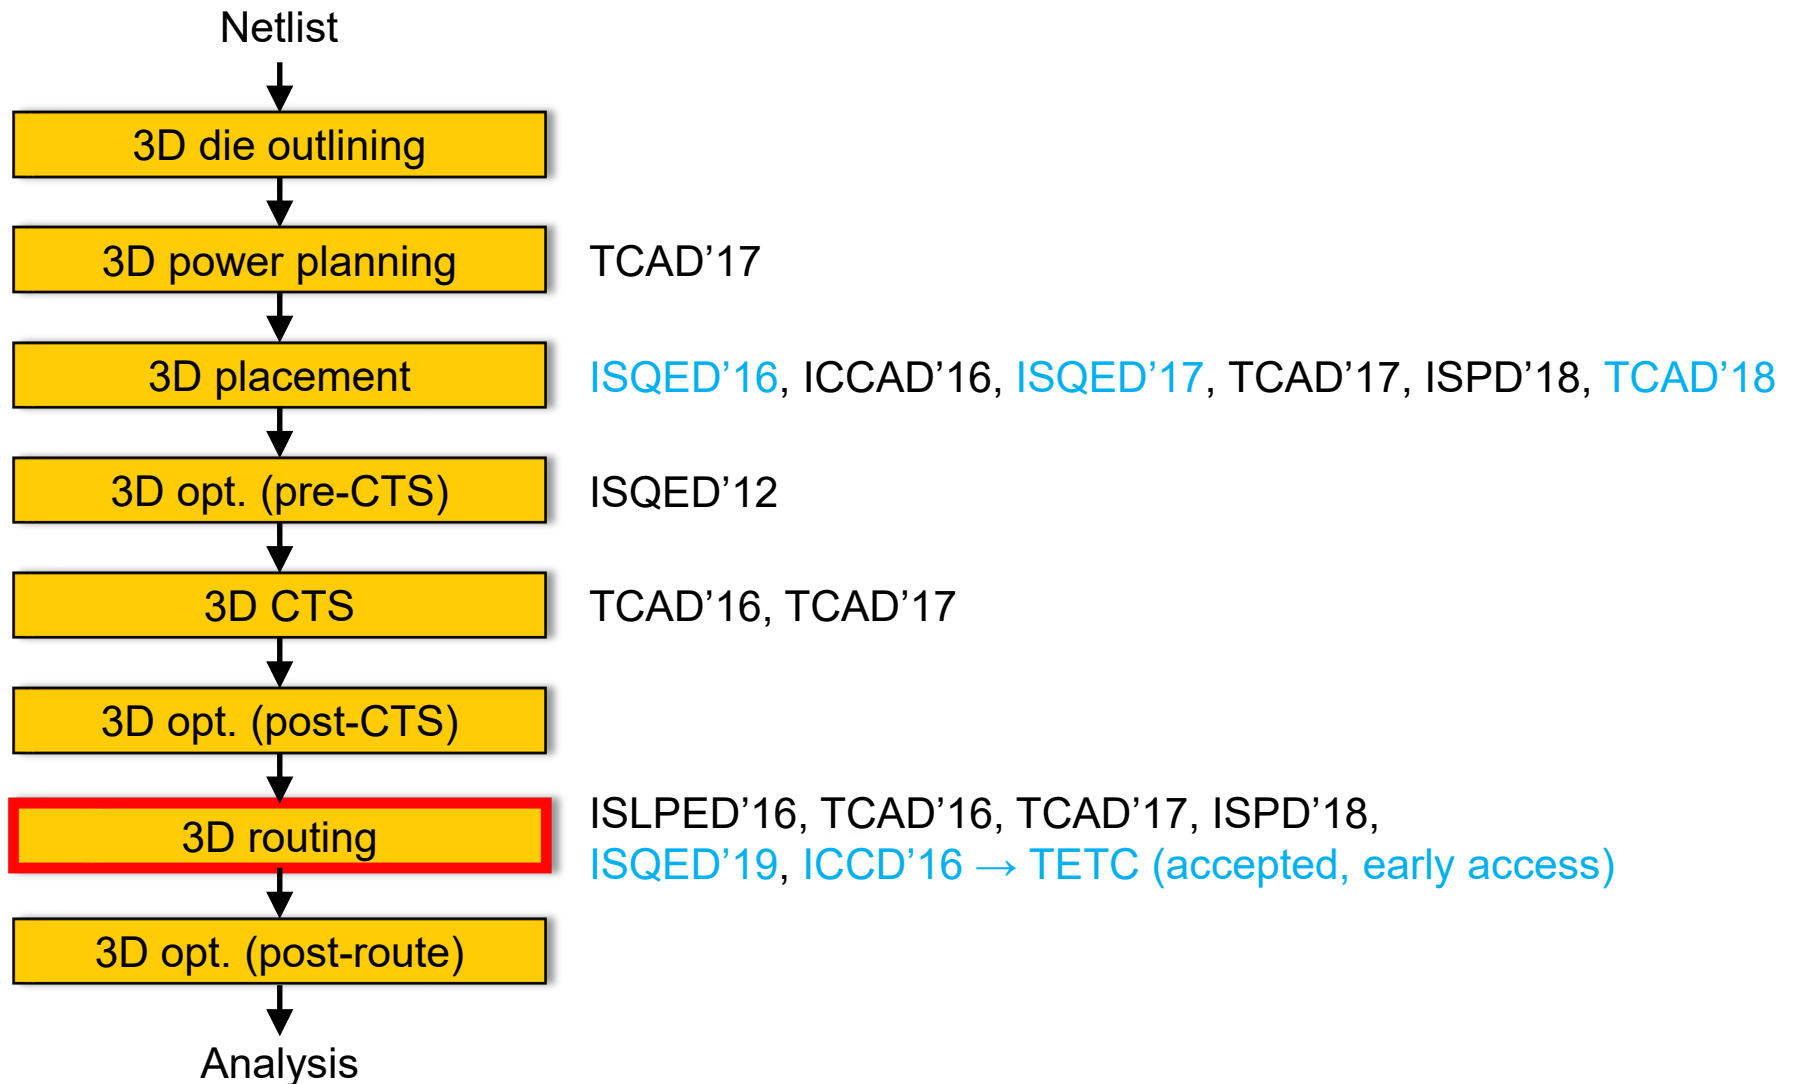 Netlist
3D die outlining
3D power planning
TCAD’17
3D placement
ISQED’16, ICCAD’16, ISQED’17, TCAD’17, ISPD’18, TCAD’18
3D opt. (pre-CTS)
ISQED’12
3D CTS
TCAD’16, TCAD’17
3D opt. (post-CTS)
3D routing
ISLPED’16, TCAD’16, TCAD’17, ISPD’18,
ISQED’19, ICCD’16 → TETC (accepted, early access)
3D opt. (post-route)
Analysis